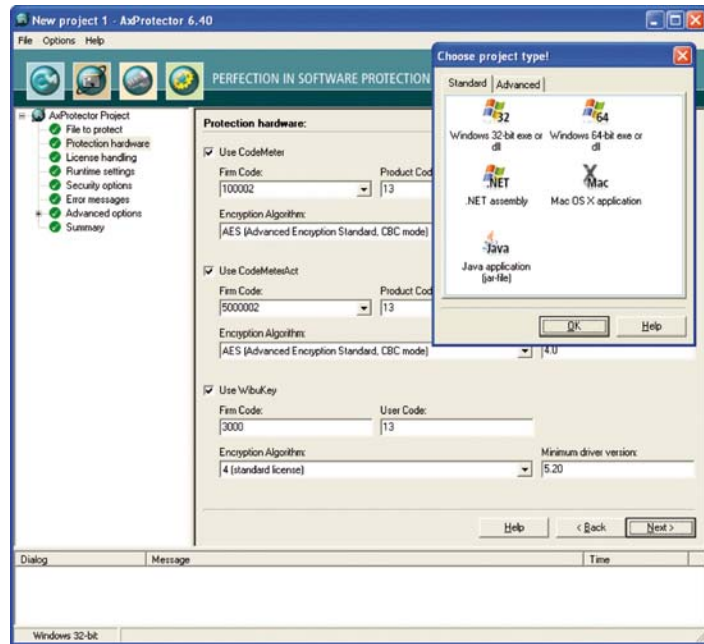 New project 1 - AxProtector 6.40
File Options Help
PERFECTION IN SOFTWARE PROTECTION
Choose project type!
Standard Advanced
32 64
Windows 32-bit exe or dll
Windows 64-bit exe or dll
.NET Mac
.NET assembly Mac OS X application
Java
Java application (jar-file)
OK Help
AxProtector Project
File to protect
Protection hardware
License handling
Runtime settings
Security options
Error messages
Advanced options
Summary
Protection hardware:
Use CodeMeter
Firm Code: Product Cod
100002 13
Encryption Algorithm:
AES (Advanced Encryption Standard, CBC mode)
Use CodeMeterAct
Firm Code: Product Cod
5000002 13
Encryption Algorithm:
AES (Advanced Encryption Standard, CBC mode) 4.0
Use WibuKey
Firm Code: User Code:
3000 13
Encryption Algorithm: Minimum driver version:
4 (standard license) 5.20
Help < Back Next >
Dialog Message Time
Windows 32-bit